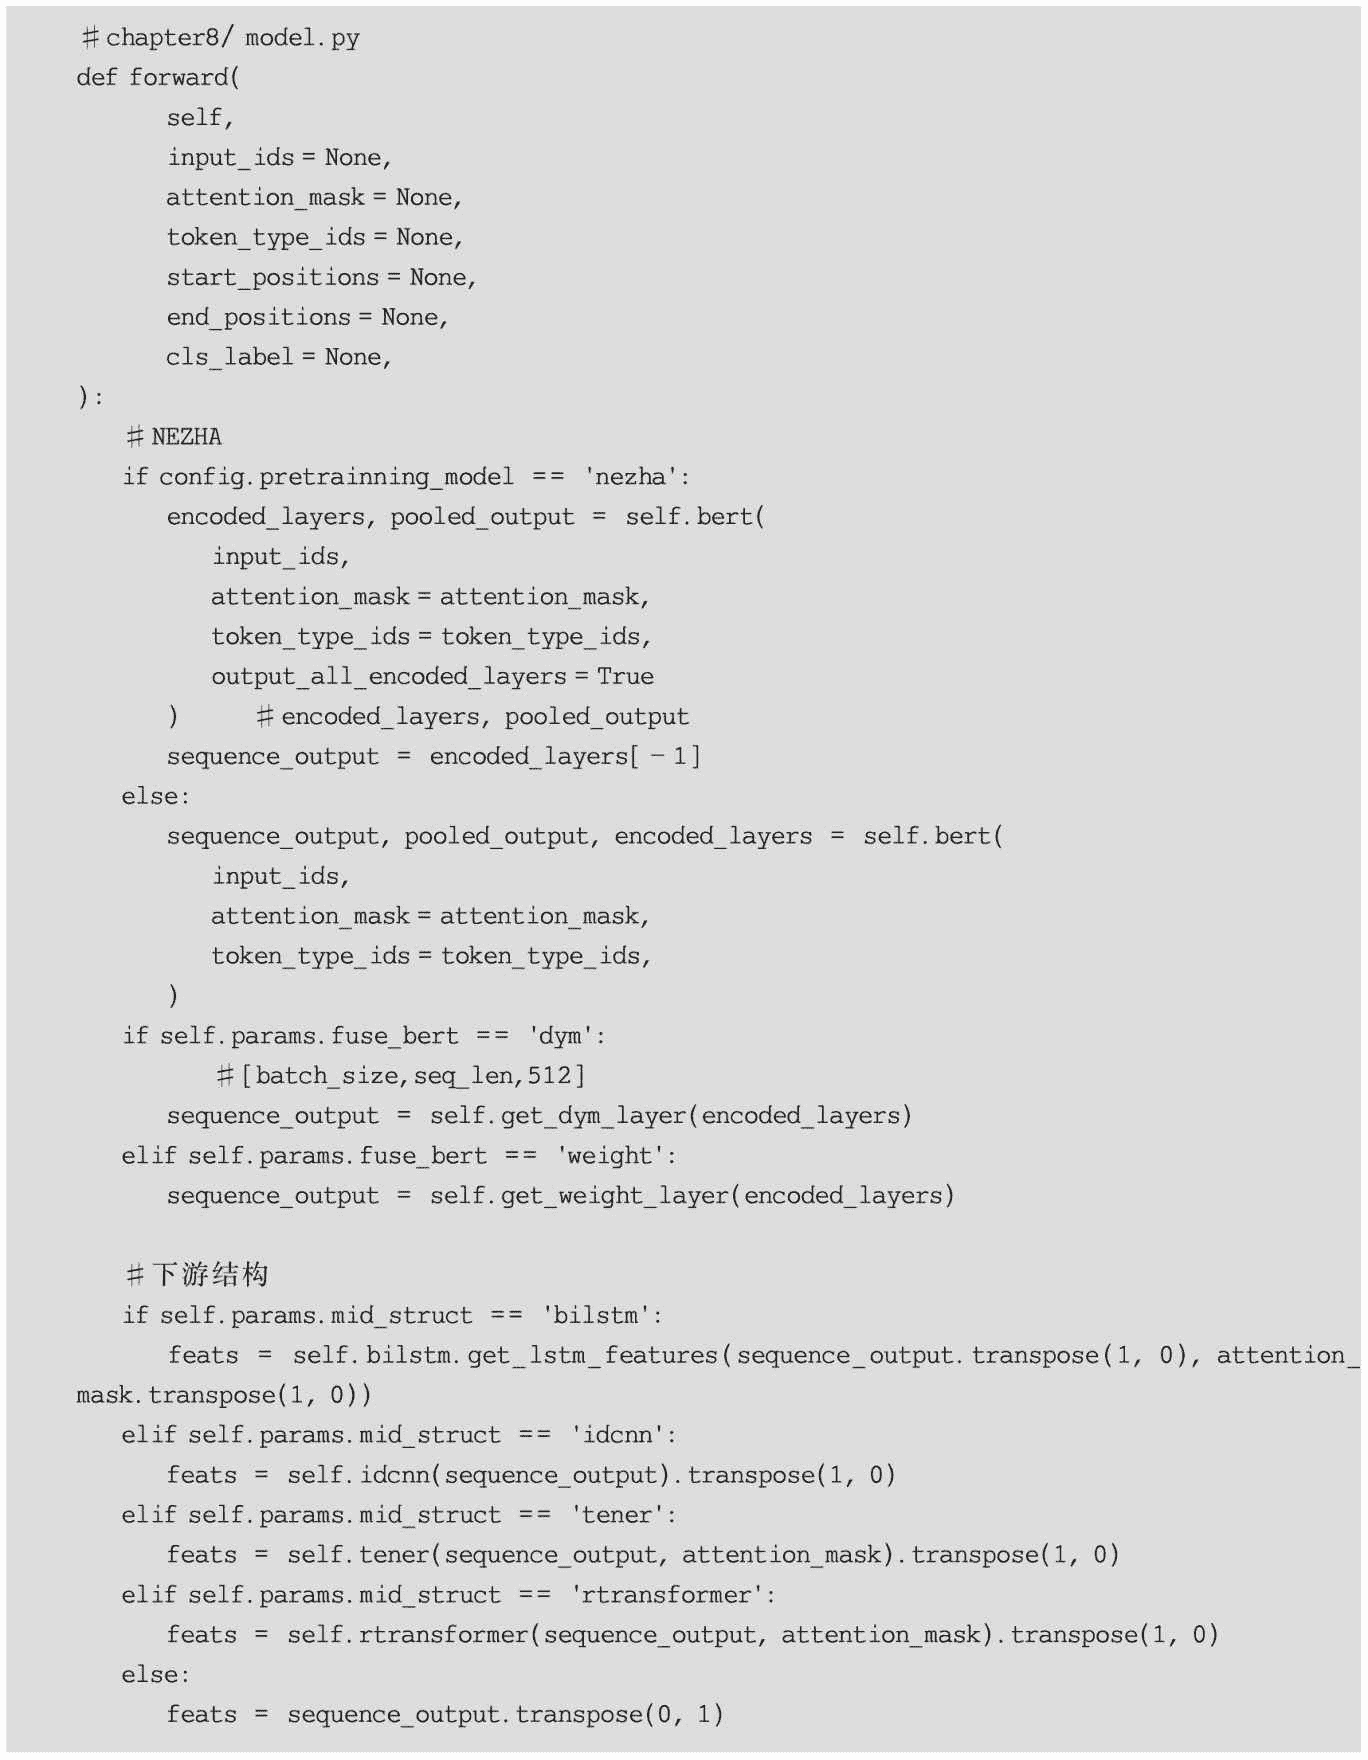 #chapter8/ model.py
def forward(
        self,
        input_ids = None,
        attention_mask = None,
        token_type_ids = None,
        start_positions = None,
        end_positions = None,
        cls_label = None,
):
    #NEZHA
    if config.pretrainning_model == 'nezha':
        encoded_layers, pooled_output = self.bert(
            input_ids,
            attention_mask = attention_mask,
            token_type_ids = token_type_ids,
            output_all_encoded_layers = True
        )      #encoded_layers, pooled_output
        sequence_output = encoded_layers[ -1]
    else:
        sequence_output, pooled_output, encoded_layers = self.bert(
            input_ids,
            attention_mask = attention_mask,
            token_type_ids = token_type_ids,
        )
    if self.params.fuse_bert == 'dym':
            #[batch_size,seq_len,512]
        sequence_output = self.get_dym_layer(encoded_layers)
    elif self.params.fuse_bert == 'weight':
        sequence_output = self.get_weight_layer(encoded_layers)

    #下游结构
    if self.params.mid_struct == 'bilstm':
        feats = self.bilstm.get_lstm_features(sequence_output.transpose(1, 0), attention_
mask.transpose(1, 0))
    elif self.params.mid_struct == 'idcnn':
        feats = self.idcnn(sequence_output).transpose(1, 0)
    elif self.params.mid_struct == 'tener':
        feats = self.tener(sequence_output, attention_mask).transpose(1, 0)
    elif self.params.mid_struct == 'rtransformer':
        feats = self.rtransformer(sequence_output, attention_mask).transpose(1, 0)
    else:
        feats = sequence_output.transpose(0, 1)